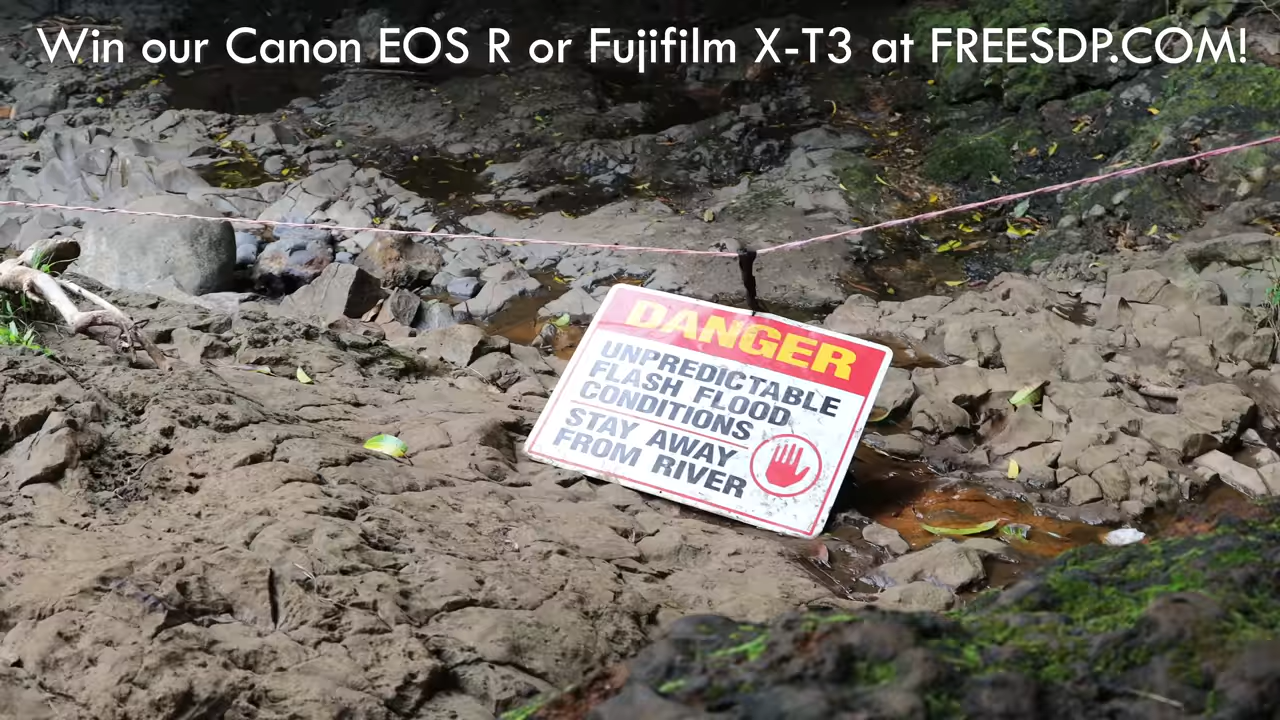 Win our Canon EOS R or Fujifilm X-T3 at FREESDP.COM!
DANGER
UNPREDICTABLE
FLASH FLOOD
CONDITIONS
STAY AWAY
FROM RIVER